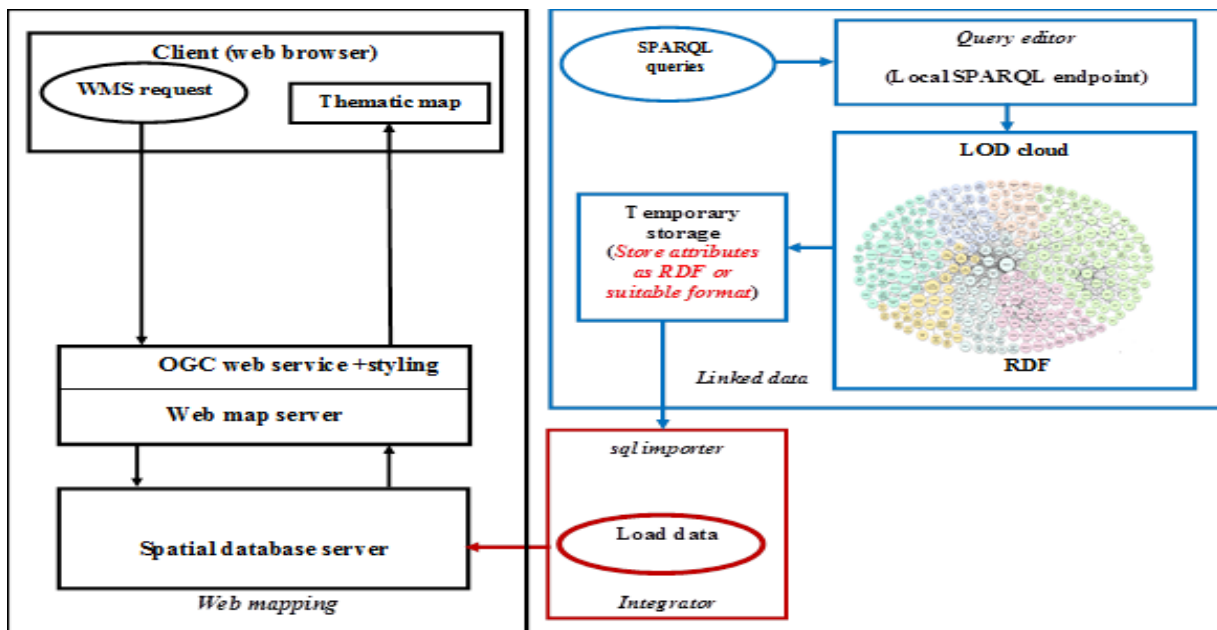 Client (web browser)
WMS request
Thematic map
OGC web service +styling
Web map server
Spatial database server
Web mapping
SPARQL
queries
Query editor
(Local SPARQL endpoint)
LOD cloud
RDF
Temporary
storage
(Store attributes
as RDF or
suitable format)
Linked data
sql importer
Load data
Integrator